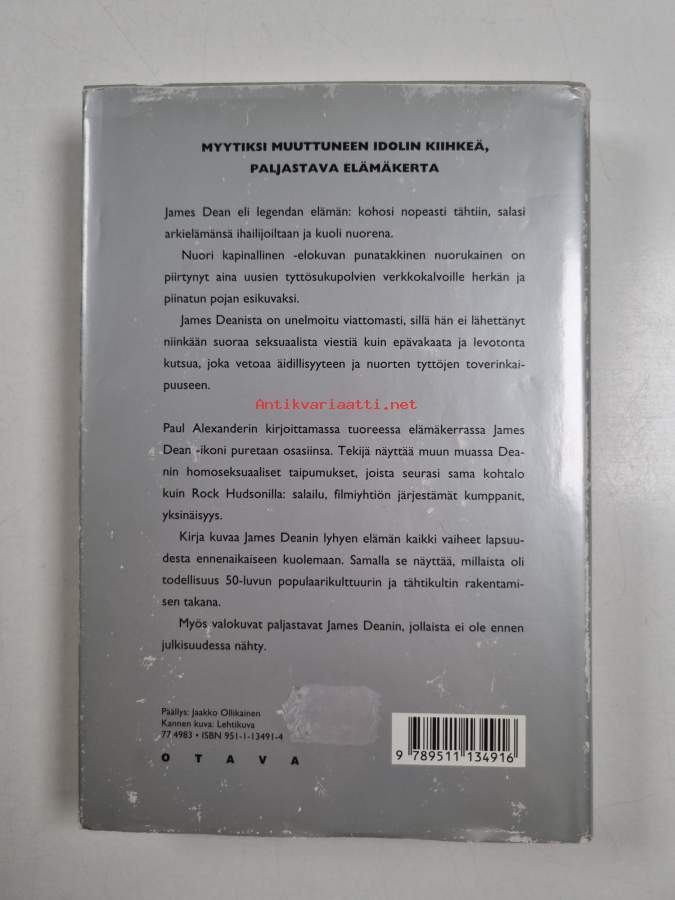 MYYTIKSI MUUTTUNEEN IDOLIN KIIHKEÄ,
PALJASTAVA ELÄMÄKERTA
James Dean eli legendan elämän: kohosi nopeasti tähtiin, salasi
arkielämänsä ihailijoiltaan ja kuoli nuorena.
Nuori kapinallinen -elokuvan punatakkinen nuorukainen on
piirtynyt aina uusien tyttösukupolvien verkkokalvoille herkän ja
piinatun pojan esikuvaksi.
James Deanista on unelmoitu viattomasti, sillä hän ei lähettänyt
niinkään suoraa seksuaalista viestiä kuin epävakaata ja levotonta
kutsua, joka vetoaa äidillisyyteen ja nuorten tyttöjen toverinkai-
puuseen.
Antikvariaatti.net
Paul Alexanderin kirjoittamassa tuoreessa elämäkerrassa James
Dean -ikoni puretaan osasiinsa. Tekijä näyttää muun muassa Dea-
nin homoseksuaaliset taipumukset, joista seurasi sama kohtalo
kuin Rock Hudsonilla: salailu, filmiyhtiön järjestämät kumppanit,
yksinäisyys.
Kirja kuvaa James Deanin lyhyen elämän kaikki vaiheet lapsuu-
desta ennenaikaiseen kuolemaan. Samalla se näyttää, millaista oli
todellisuus 50-luvun populaarikulttuurin ja tähtikultin rakentami-
sen takana.
Myös valokuvat paljastavat James Deanin, jollaista ei ole ennen
julkisuudessa nähty.
Päällys: Jaakko Ollikainen
Kannen kuva: Lehtikuva
77 4983 • ISBN 951-1-13491-4
OTAVA
9 789511 134916